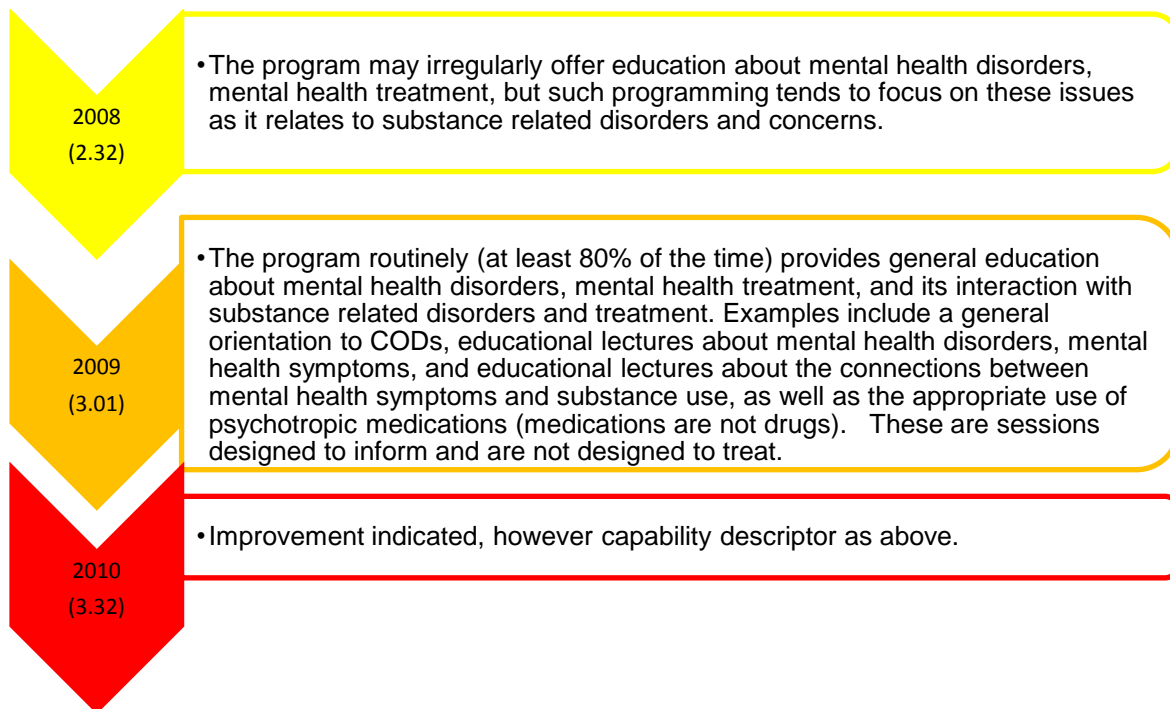 2008
(2.32)
•The program may irregularly offer education about mental health disorders,
mental health treatment, but such programming tends to focus on these issues
as it relates to substance related disorders and concerns.
2009
(3.01)
•The program routinely (at least 80% of the time) provides general education
about mental health disorders, mental health treatment, and its interaction with
substance related disorders and treatment. Examples include a general
orientation to CODs, educational lectures about mental health disorders, mental
health symptoms, and educational lectures about the connections between
mental health symptoms and substance use, as well as the appropriate use of
psychotropic medications (medications are not drugs).   These are sessions
designed to inform and are not designed to treat.
2010
(3.32)
•Improvement indicated, however capability descriptor as above.